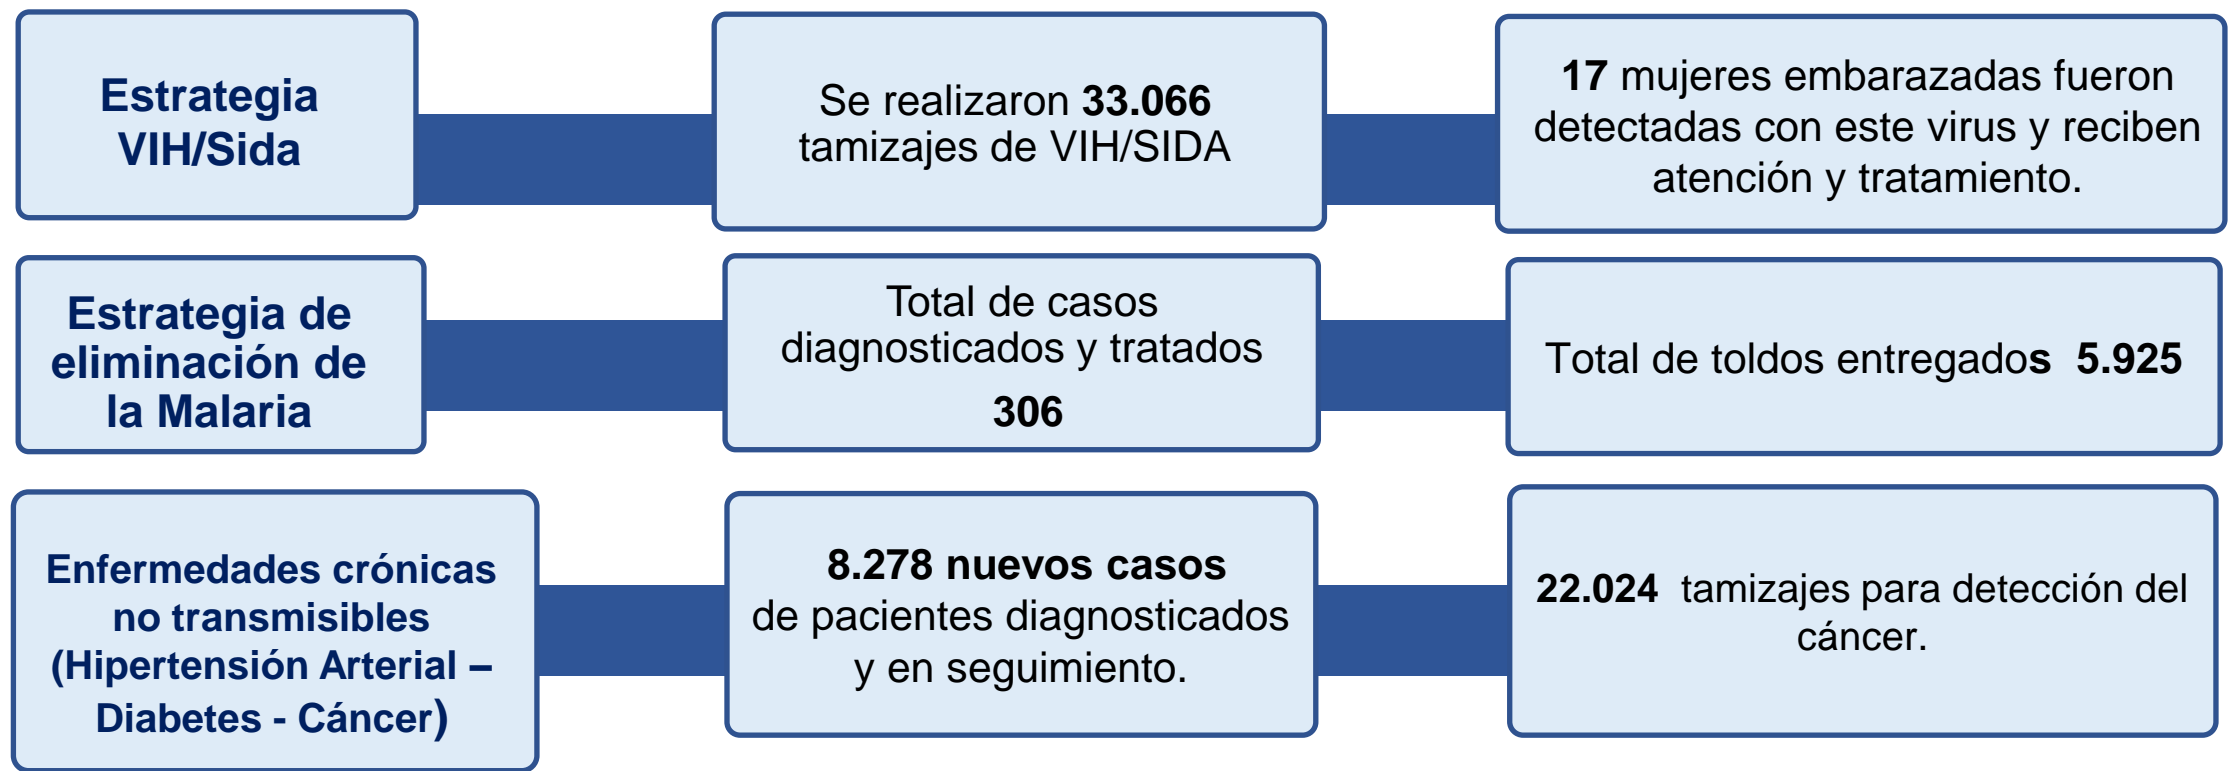 Estrategia
VIH/Sida
Se realizaron 33.066
tamizajes de VIH/SIDA
17 mujeres embarazadas fueron
detectadas con este virus y reciben
atención y tratamiento.
Estrategia de
eliminación de
la Malaria
Total de casos
diagnosticados y tratados
306
Total de toldos entregados 5.925
Enfermedades crónicas
no transmisibles
(Hipertensión Arterial –
Diabetes - Cáncer)
8.278 nuevos casos
de pacientes diagnosticados
y en seguimiento.
22.024 tamizajes para detección del
cáncer.